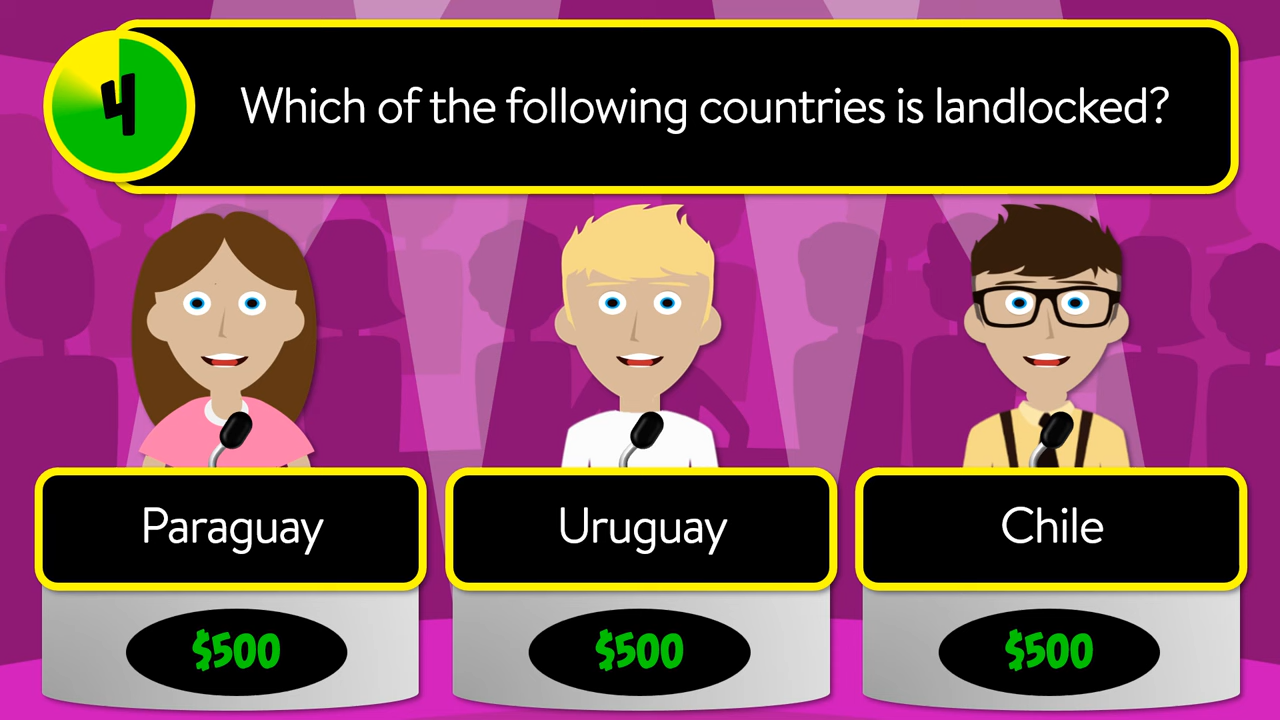 4
Which of the following countries is landlocked?
Paraguay
Uruguay
Chile
$500
$500
$500